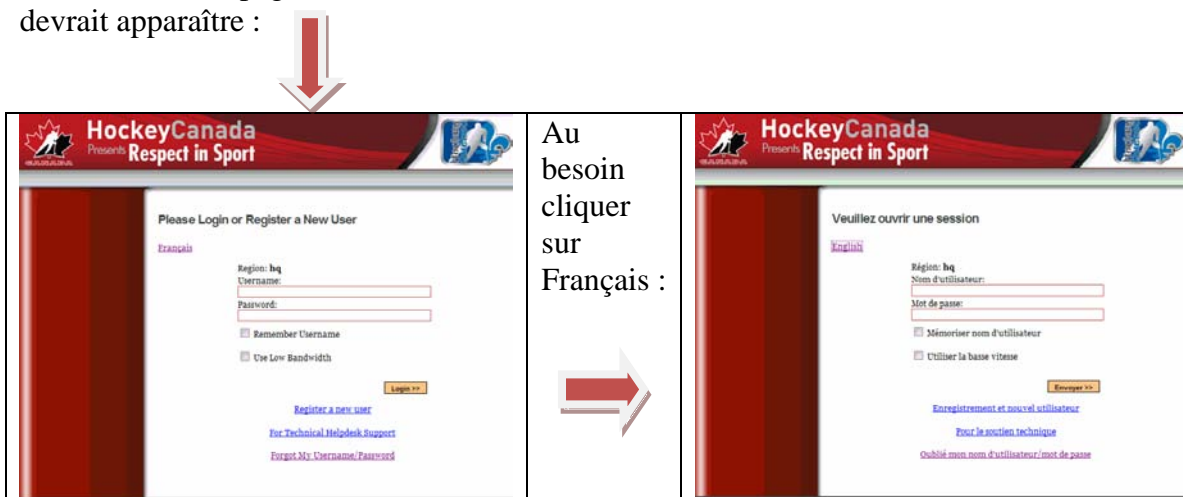 devrait apparaître :
HockeyCanada
Presents Respect in Sport
CANADA
Please Login or Register a New User
Français
Region: hq
Username:
Password:
Remember Username
Use Low Bandwidth
Login >>
Register a new user
For Technical Helpdesk Support
Forgot My Username/Password
Au
besoin
cliquer
sur
Français :
HockeyCanada
Presents Respect in Sport
CANADA
Veuillez ouvrir une session
English
Région: hq
Nom d'utilisateur:
Mot de passe:
Mémoriser nom d'utilisateur
Utiliser la basse vitesse
Envoyer >>
Enregistrement et nouvel utilisateur
Pour le soutien technique
Oublié mon nom d'utilisateur/mot de passe